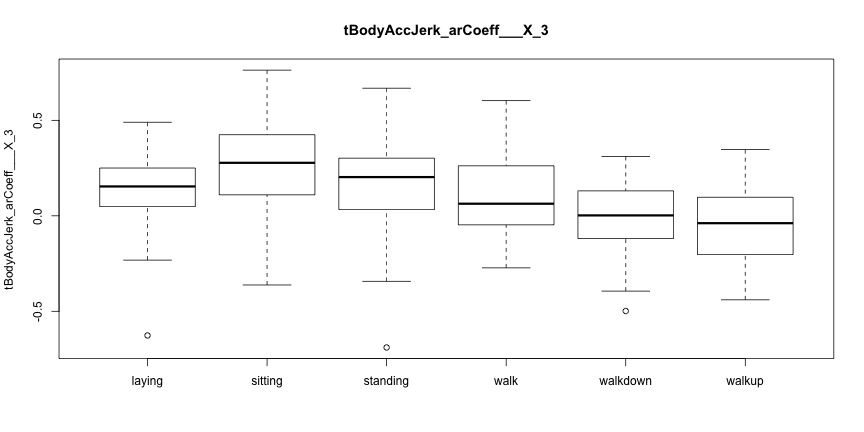 tBodyAccJerk_arCoeff___X_3
tBodyAccJerk_arCoeff___X_3
0.5
0.0
-0.5
laying sitting standing walk walkdown walkup